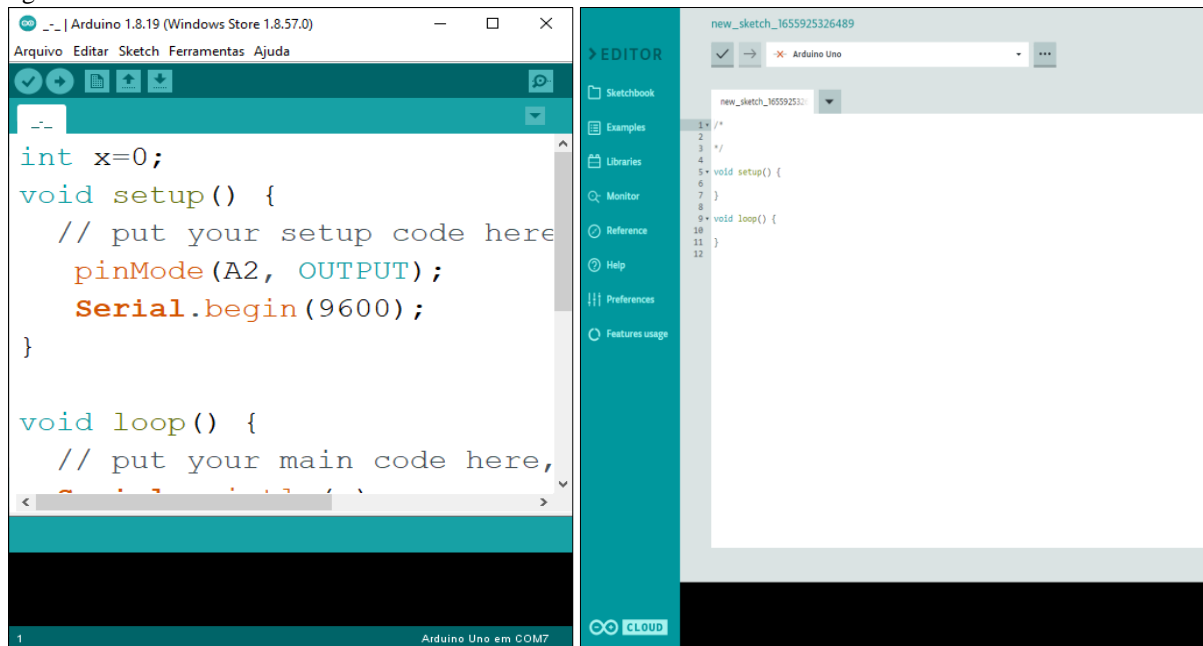 _-_ | Arduino 1.8.19 (Windows Store 1.8.57.0)
Arquivo Editar Sketch Ferramentas Ajuda
_-_
int x=0;
void setup() {
// put your setup code here
pinMode(A2, OUTPUT);
Serial.begin(9600);
}
void loop() {
// put your main code here,
1
Arduino Uno em COM7
new_sketch_1655925326489
>EDITOR
Arduino Uno
Sketchbook
Examples
Libraries
Monitor
Reference
Help
Preferences
Features usage
new_sketch_16559253
1 /*
2
3 */
4
5 void setup() {
6
7 }
8
9 void loop() {
10
11 }
12
CLOUD